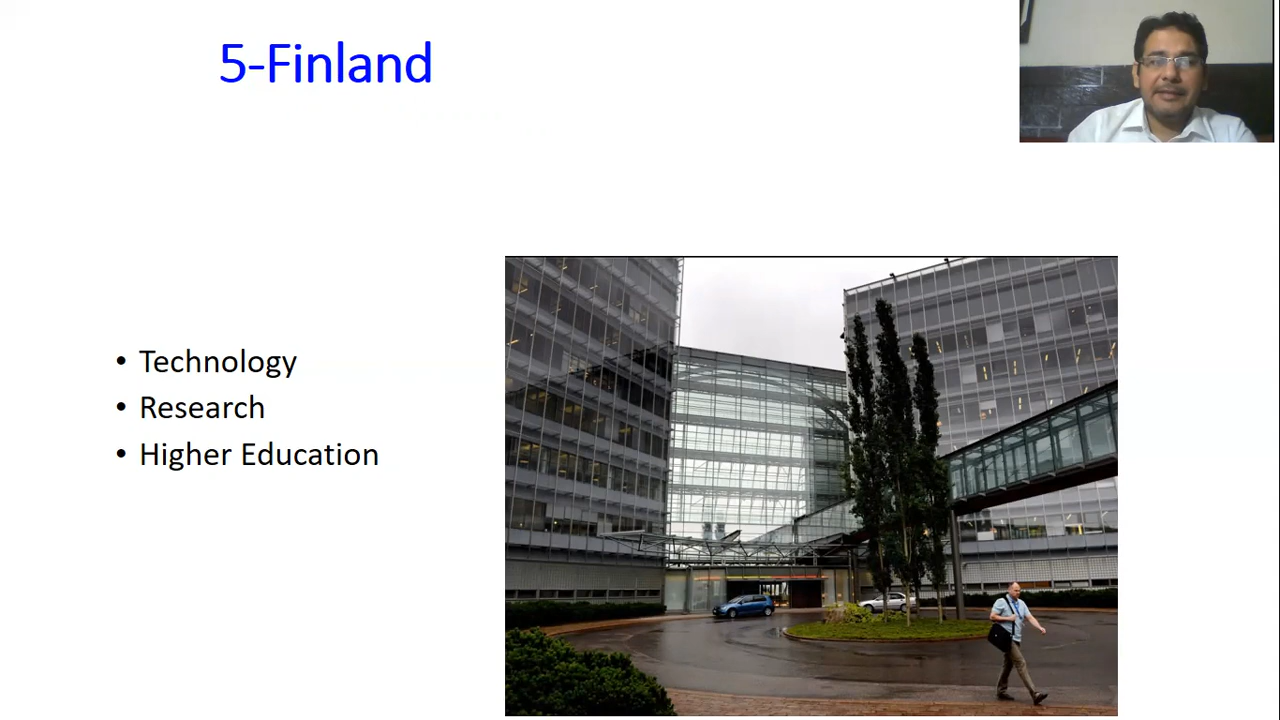 5-Finland
• Technology
• Research
• Higher Education